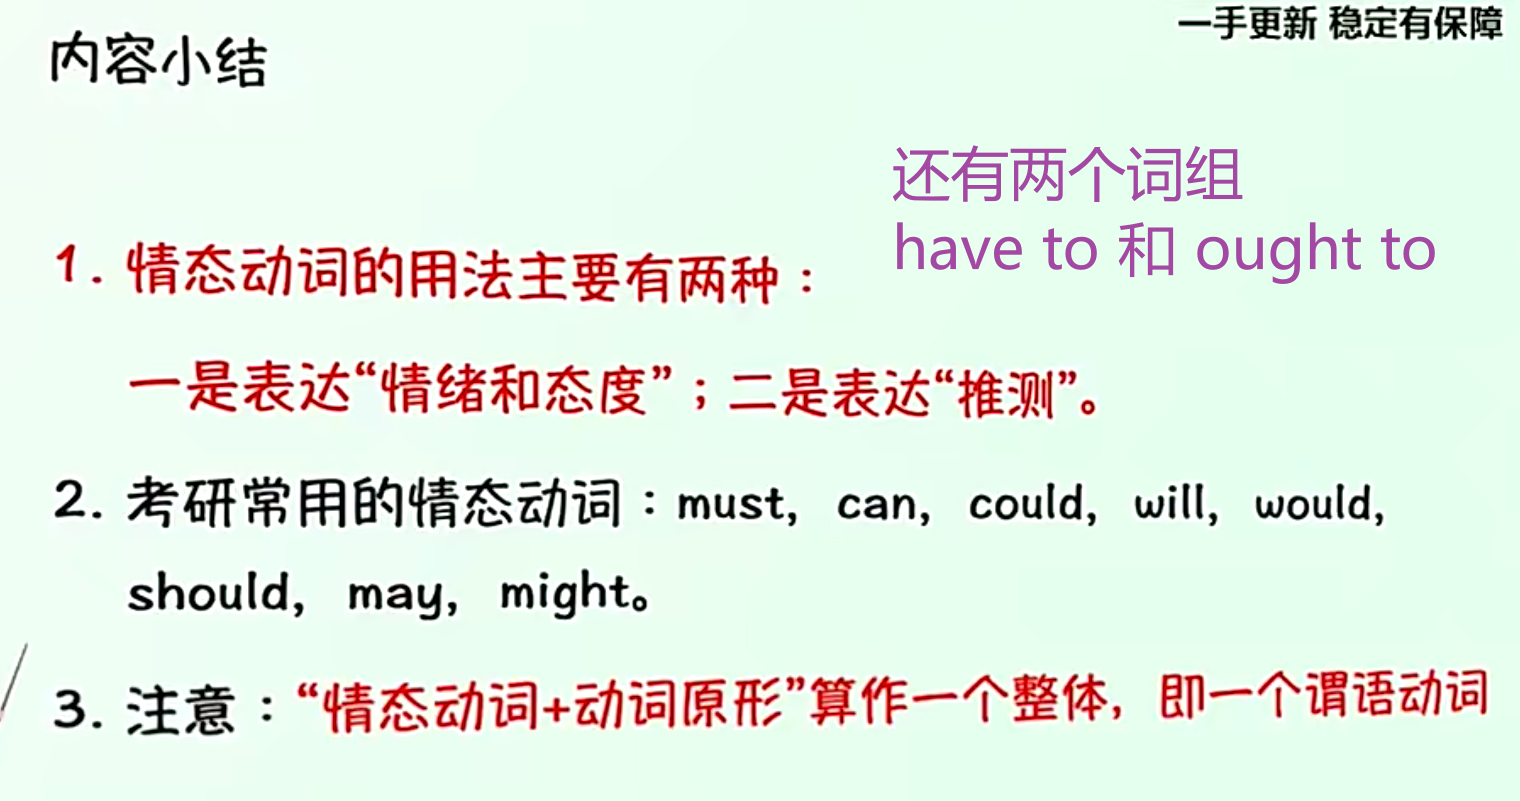 一手更新 稳定有保障
内容小结
还有两个词组
have to 和 ought to
1. 情态动词的用法主要有两种：
一是表达“情绪和态度”；二是表达“推测”。
2. 考研常用的情态动词：must, can, could, will, would,
should, may, might。
3. 注意：“情态动词+动词原形”算作一个整体, 即一个谓语动词